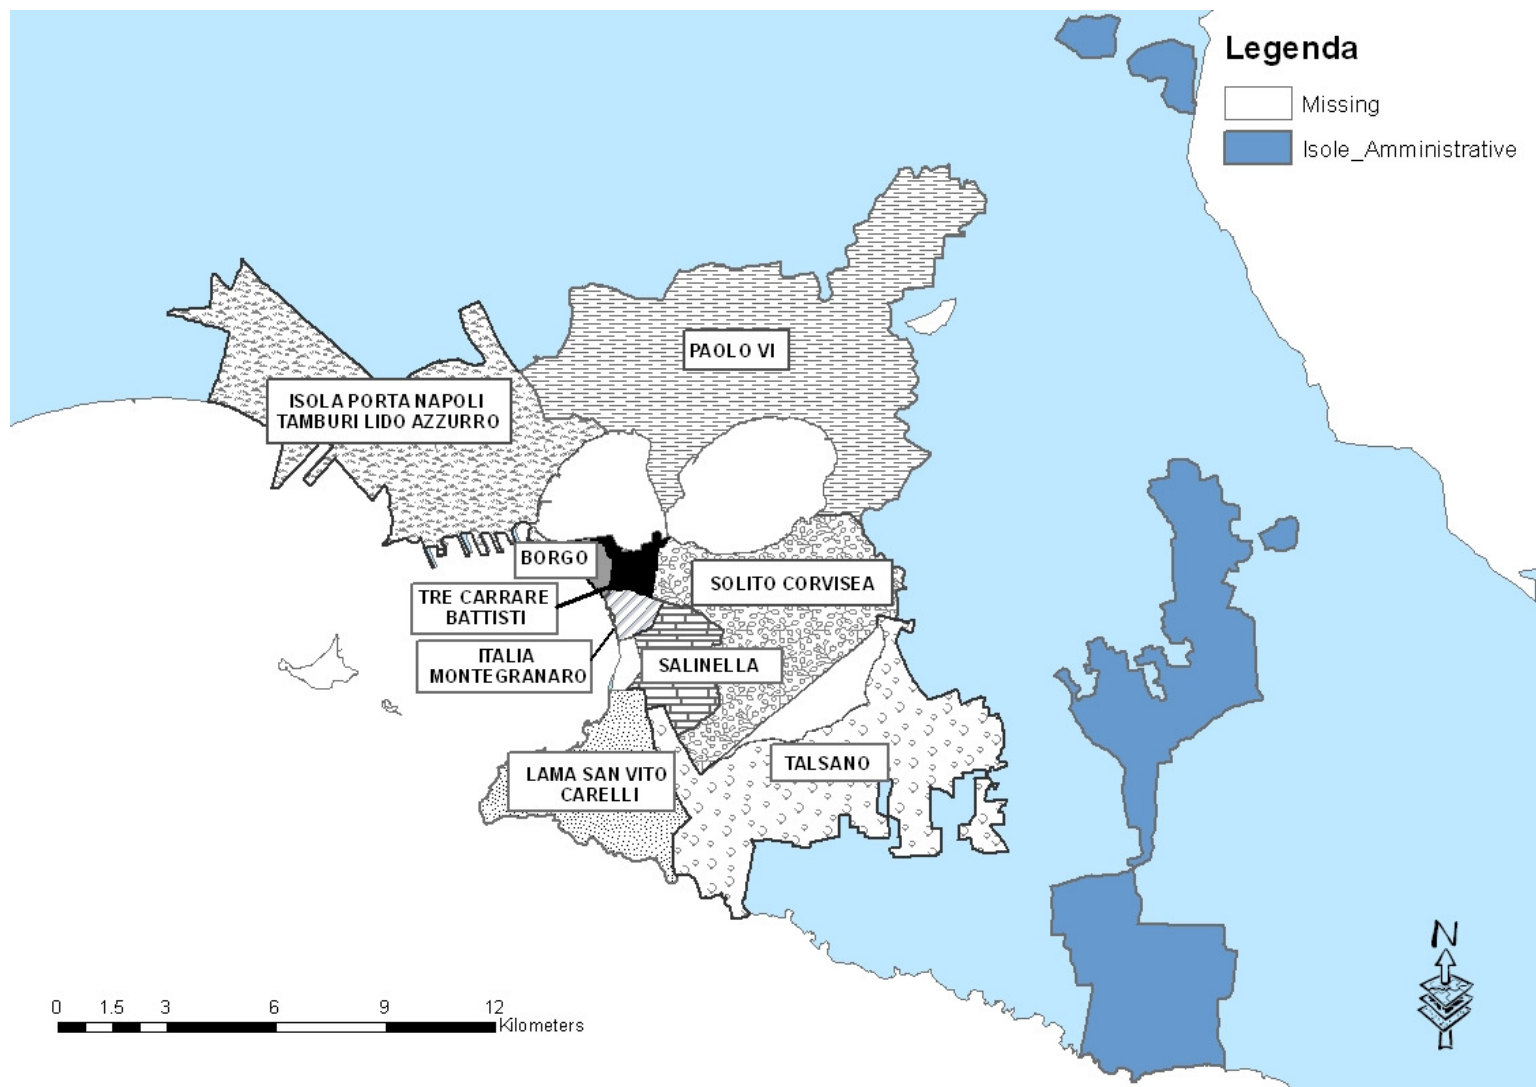 Legenda
Missing
Isole_Amministrative
PAOLO VI
ISOLA PORTA NAPOLI
TAMBURI LIDO AZZURRO
BORGO
SOLITO CORVISEA
TRE CARRARE
BATTISTI
ITALIA
MONTEGRANARO
SALINELLA
TALSANO
LAMA SAN VITO
CARELLI
N
0 1.5 3 6 9 12
Kilometers